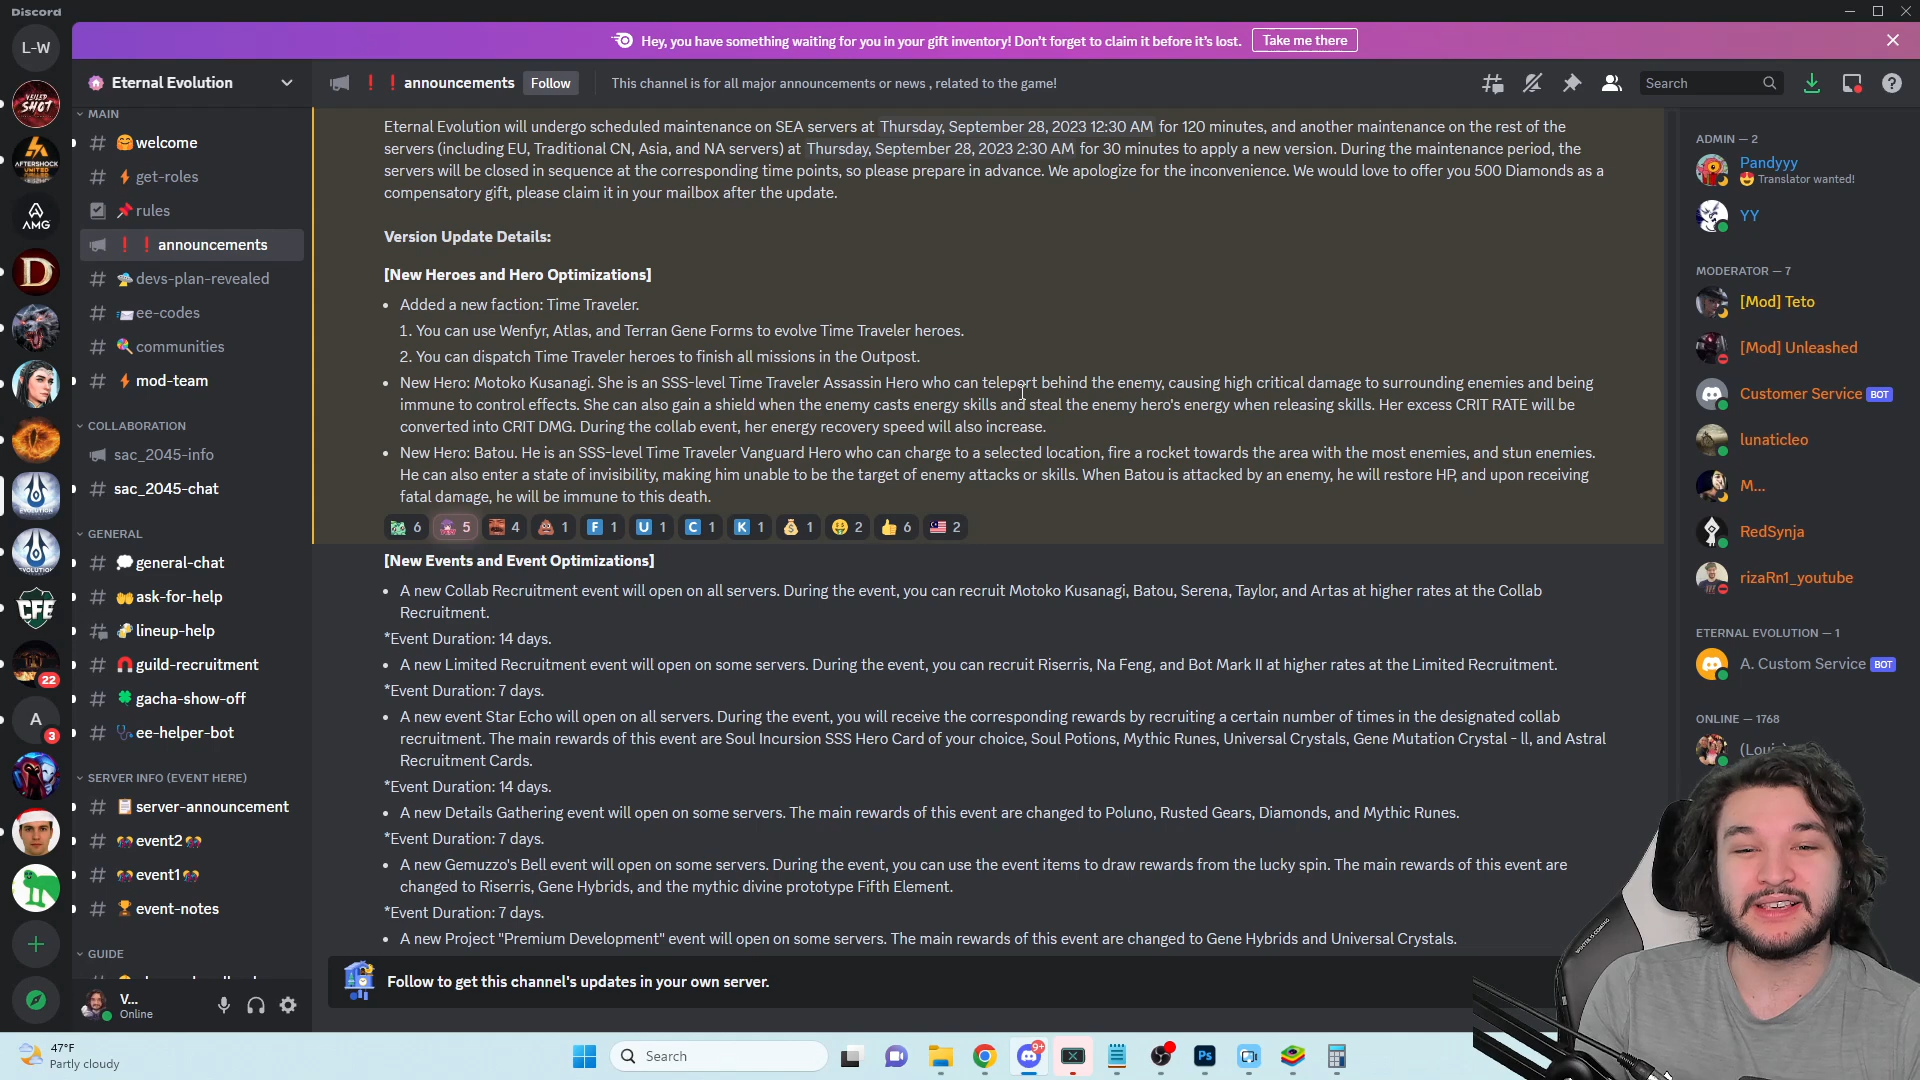 Discord
Hey, you have something waiting for you in your gift inventory! Don't forget to claim it before it's lost.
Take me there
L-W
VEILED SHOT
AFTERSHOCK
UNITED
AMG
D
EVOLUTION
EVOLUTION
CFE
22
A
3
Eternal Evolution
MAIN
welcome
get-roles
rules
announcements
devs-plan-revealed
ee-codes
communities
mod-team
COLLABORATION
sac_2045-info
sac_2045-chat
GENERAL
general-chat
ask-for-help
lineup-help
guild-recruitment
gacha-show-off
ee-helper-bot
SERVER INFO (EVENT HERE)
server-announcement
event2
event1
event-notes
GUIDE
V...
Online
announcements
Follow
This channel is for all major announcements or news , related to the game!
Search
Eternal Evolution will undergo scheduled maintenance on SEA servers at Thursday, September 28, 2023 12:30 AM for 120 minutes, and another maintenance on the rest of the
servers (including EU, Traditional CN, Asia, and NA servers) at Thursday, September 28, 2023 2:30 AM for 30 minutes to apply a new version. During the maintenance period, the
servers will be closed in sequence at the corresponding time points, so please prepare in advance. We apologize for the inconvenience. We would love to offer you 500 Diamonds as a
compensatory gift, please claim it in your mailbox after the update.
Version Update Details:
[New Heroes and Hero Optimizations]
• Added a new faction: Time Traveler.
1. You can use Wenfyr, Atlas, and Terran Gene Forms to evolve Time Traveler heroes.
2. You can dispatch Time Traveler heroes to finish all missions in the Outpost.
• New Hero: Motoko Kusanagi. She is an SSS-level Time Traveler Assassin Hero who can teleport behind the enemy, causing high critical damage to surrounding enemies and being
immune to control effects. She can also gain a shield when the enemy casts energy skills and steal the enemy hero's energy when releasing skills. Her excess CRIT RATE will be
converted into CRIT DMG. During the collab event, her energy recovery speed will also increase.
• New Hero: Batou. He is an SSS-level Time Traveler Vanguard Hero who can charge to a selected location, fire a rocket towards the area with the most enemies, and stun enemies.
He can also enter a state of invisibility, making him unable to be the target of enemy attacks or skills. When Batou is attacked by an enemy, he will restore HP, and upon receiving
fatal damage, he will be immune to this death.
6 5 4 1 F 1 U 1 C 1 K 1 1 2 6 2
[New Events and Event Optimizations]
• A new Collab Recruitment event will open on all servers. During the event, you can recruit Motoko Kusanagi, Batou, Serena, Taylor, and Artas at higher rates at the Collab
Recruitment.
*Event Duration: 14 days.
• A new Limited Recruitment event will open on some servers. During the event, you can recruit Riserris, Na Feng, and Bot Mark II at higher rates at the Limited Recruitment.
*Event Duration: 7 days.
• A new event Star Echo will open on all servers. During the event, you will receive the corresponding rewards by recruiting a certain number of times in the designated collab
recruitment. The main rewards of this event are Soul Incursion SSS Hero Card of your choice, Soul Potions, Mythic Runes, Universal Crystals, Gene Mutation Crystal - ll, and Astral
Recruitment Cards.
*Event Duration: 14 days.
• A new Details Gathering event will open on some servers. The main rewards of this event are changed to Poluno, Rusted Gears, Diamonds, and Mythic Runes.
*Event Duration: 7 days.
• A new Gemuzzo's Bell event will open on some servers. During the event, you can use the event items to draw rewards from the lucky spin. The main rewards of this event are
changed to Riserris, Gene Hybrids, and the mythic divine prototype Fifth Element.
*Event Duration: 7 days.
• A new Project "Premium Development" event will open on some servers. The main rewards of this event are changed to Gene Hybrids and Universal Crystals.
Follow to get this channel's updates in your own server.
ADMIN — 2
Pandyyy
Translator wanted!
YY
MODERATOR — 7
[Mod] Teto
[Mod] Unleashed
Customer Service BOT
lunaticleo
M...
RedSynja
rizaRn1_youtube
ETERNAL EVOLUTION — 1
A. Custom Service BOT
ONLINE — 1768
47°F
Partly cloudy
Search
9+
Ps